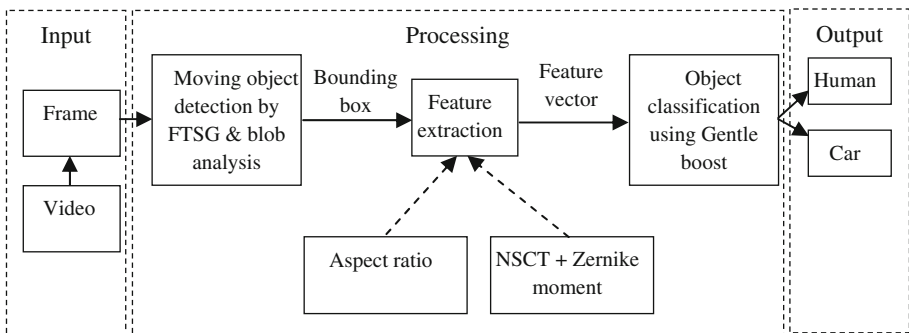 Input
Processing
Output
Video
Frame
Moving object
detection by
FTSG & blob
analysis
Bounding
box
Feature
extraction
Aspect ratio
NSCT + Zernike
moment
Feature
vector
Object
classification
using Gentle
boost
Human
Car